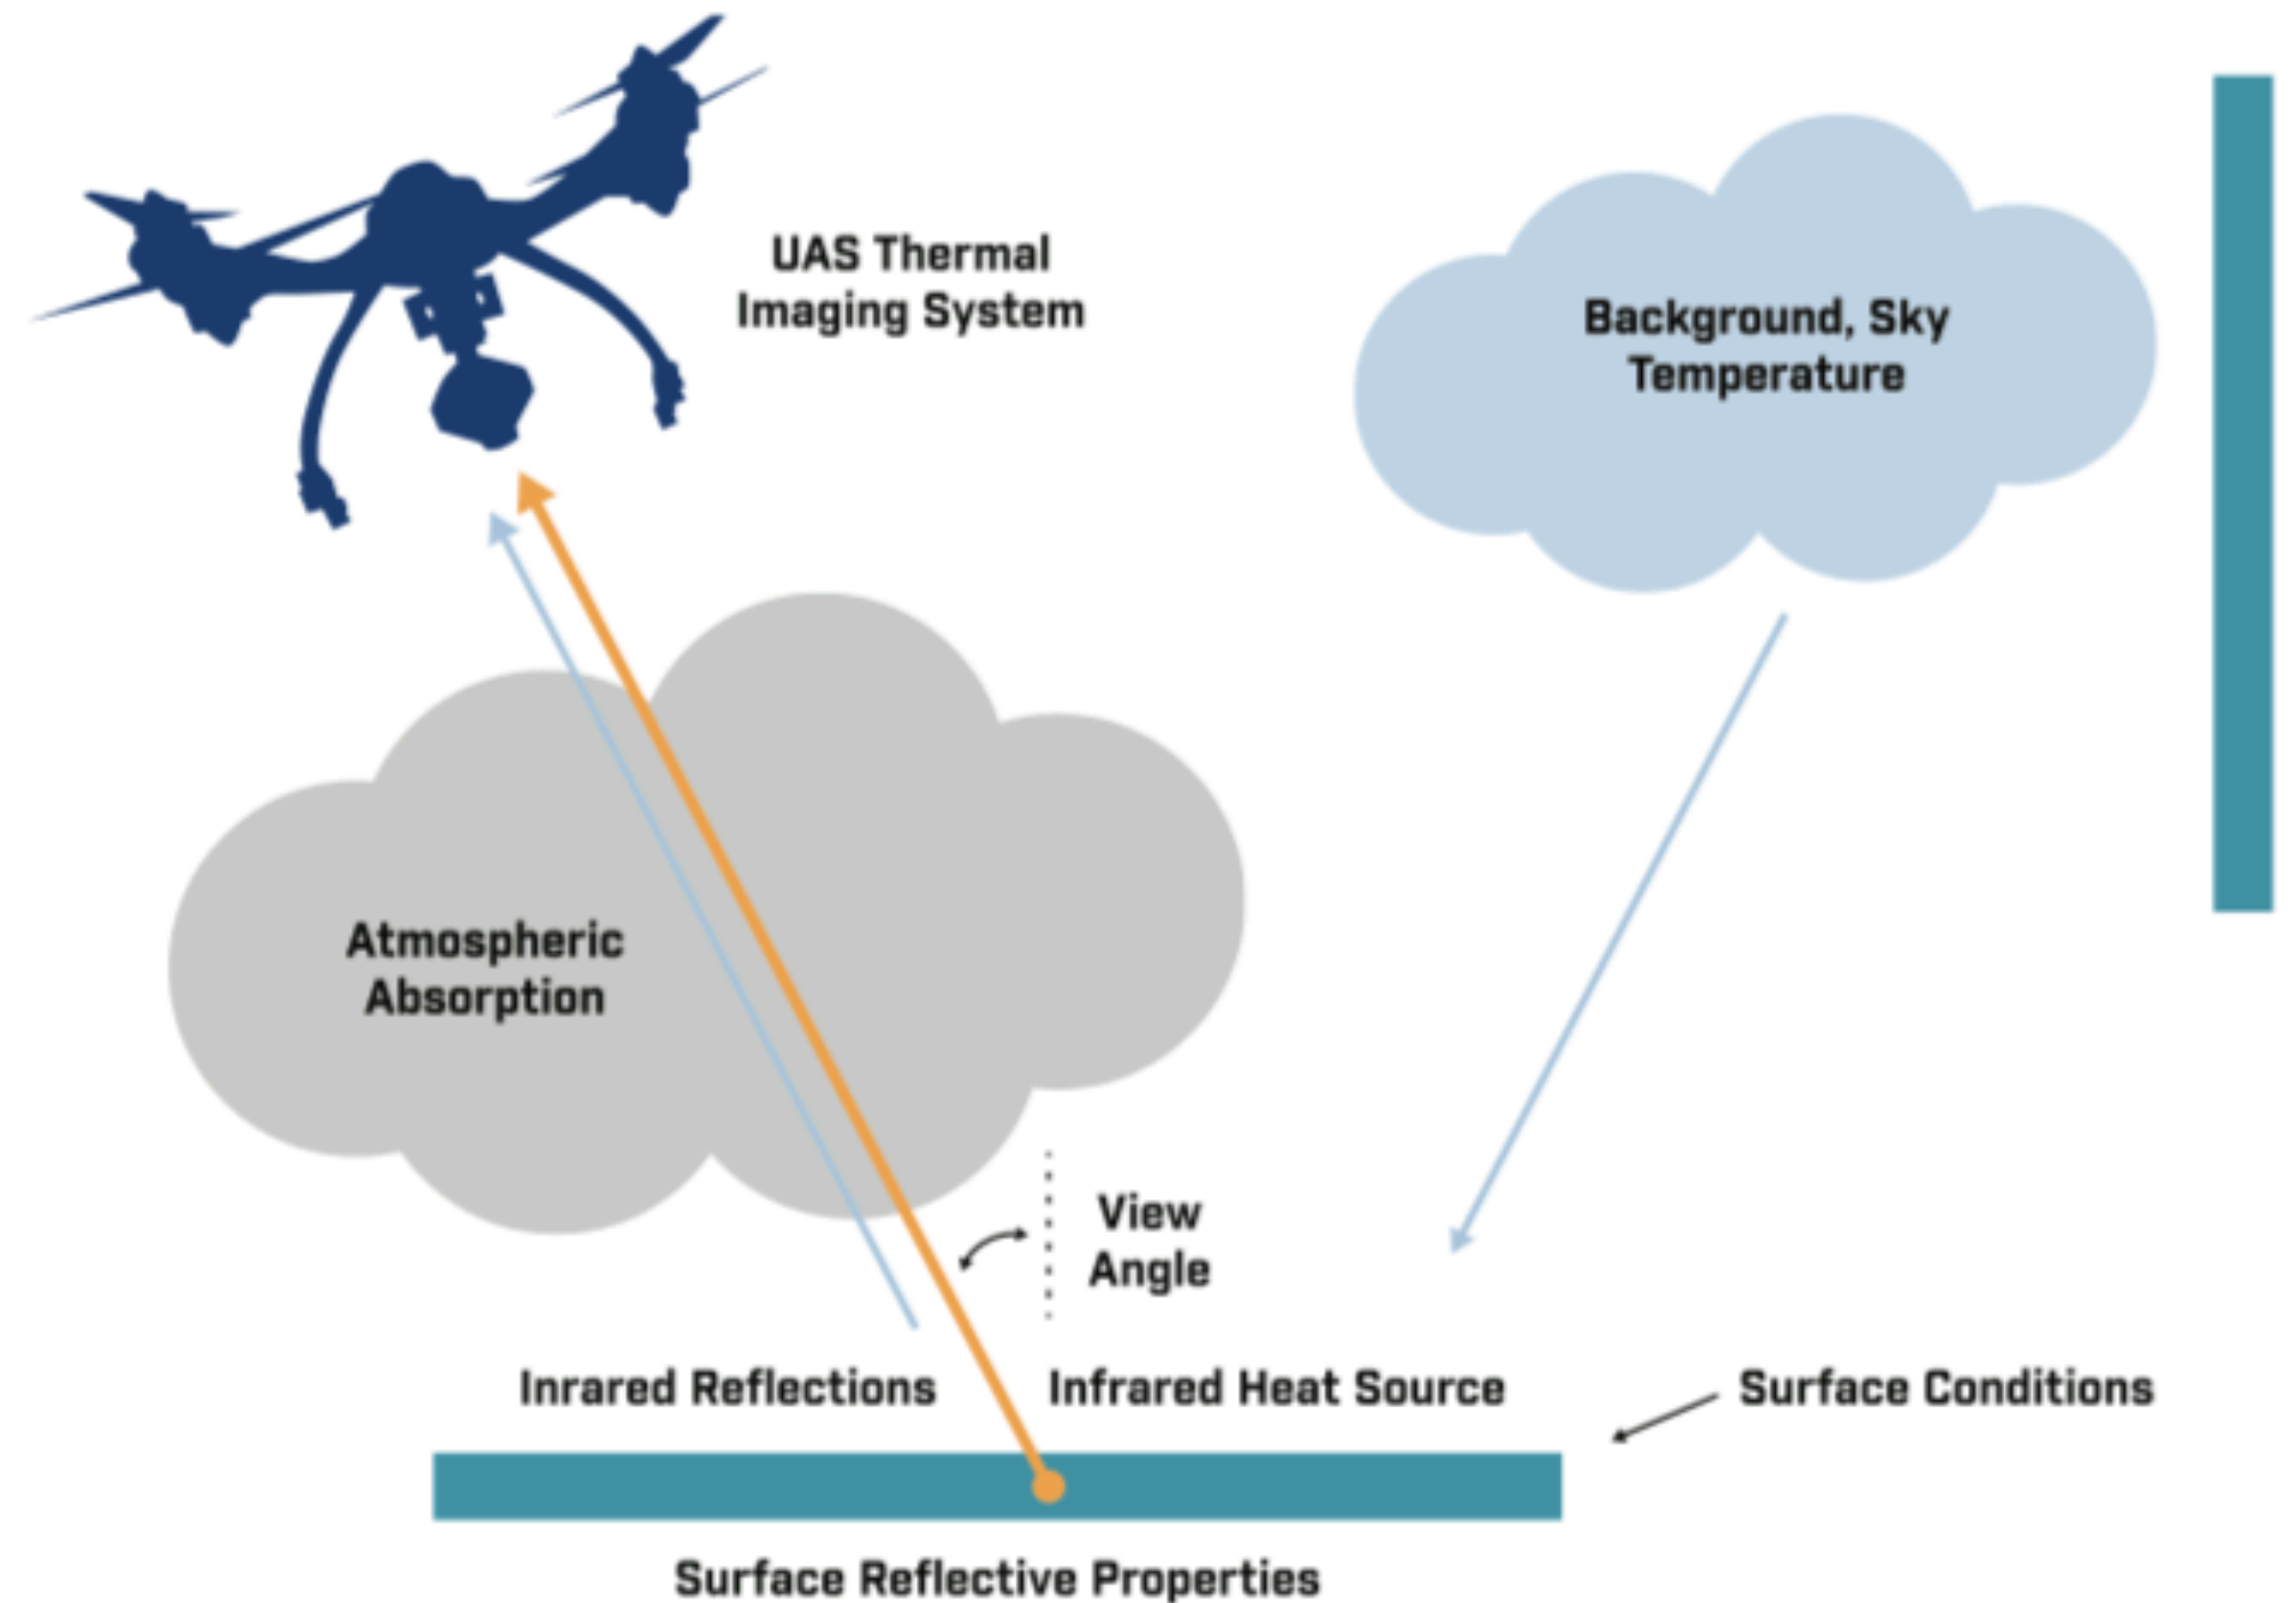 UAS Thermal
Imaging System
Background, Sky
Temperature
Atmospheric
Absorption
View
Angle
Inrared Reflections
Infrared Heat Source
Surface Conditions
Surface Reflective Properties